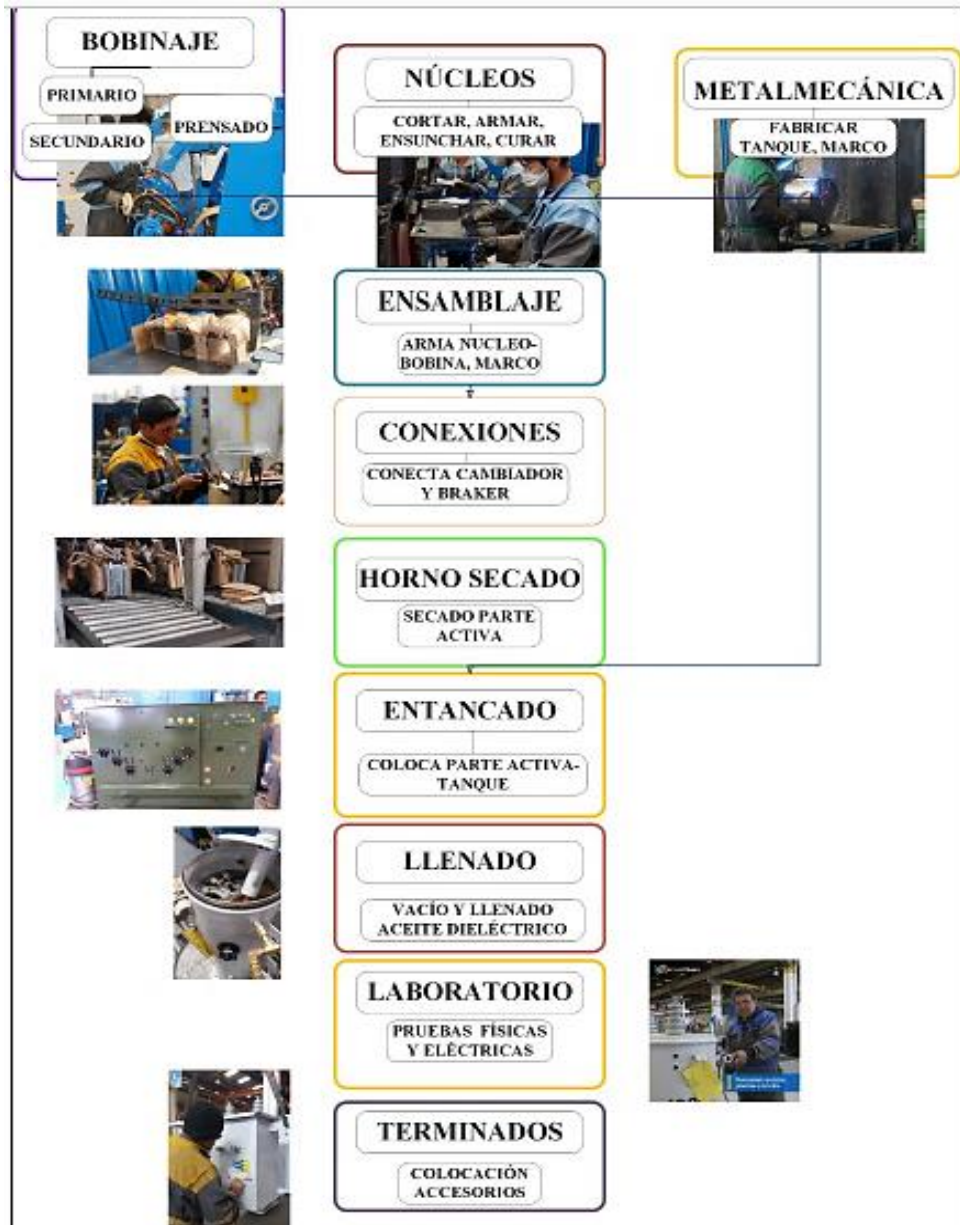 BOBINAJE
PRIMARIO
SECUNDARIO
PRENSADO
NÚCLEOS
CORTAR, ARMAR,
ENSUNCHAR, CURAR
METALMECÁNICA
FABRICAR
TANQUE, MARCO
ENSAMBLAJE
ARMA NUCLEO-
BOBINA, MARCO
CONEXIONES
CONECTA CAMBIADOR
Y BRAKER
HORNO SECADO
SECADO PARTE
ACTIVA
ENTANCADO
COLOCA PARTE ACTIVA-
TANQUE
LLENADO
VACÍO Y LLENADO
ACEITE DIELÉCTRICO
LABORATORIO
PRUEBAS FÍSICAS
Y ELÉCTRICAS
TERMINADOS
COLOCACIÓN
ACCESORIOS